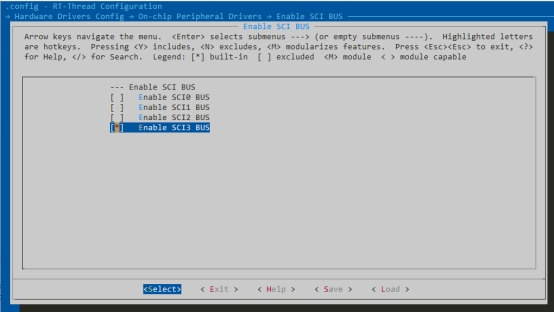 .config - RT-Thread Configuration
→ Hardware Drivers Config → On-chip Peripheral Drivers → Enable SCI BUS
Enable SCI BUS
Arrow keys navigate the menu. <Enter> selects submenus ---> (or empty submenus ----). Highlighted letters
are hotkeys. Pressing <Y> includes, <N> excludes, <M> modularizes features. Press <Esc><Esc> to exit, <?>
for Help, </> for Search. Legend: [*] built-in [ ] excluded <M> module < > module capable
--- Enable SCI BUS
[ ] Enable SCI0 BUS
[ ] Enable SCI1 BUS
[ ] Enable SCI2 BUS
[*] Enable SCI3 BUS
<Select> < Exit > < Help > < Save > < Load >